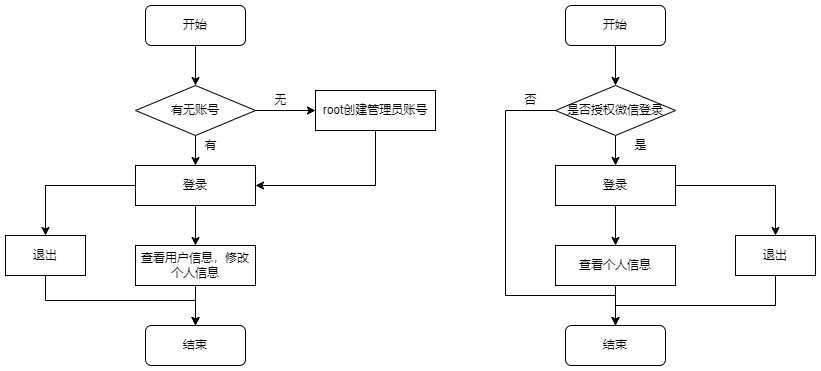 开始
有无账号
无
root创建管理员账号
有
登录
退出
查看用户信息，修改
个人信息
结束
开始
是否授权微信登录
否
是
登录
查看个人信息
退出
结束